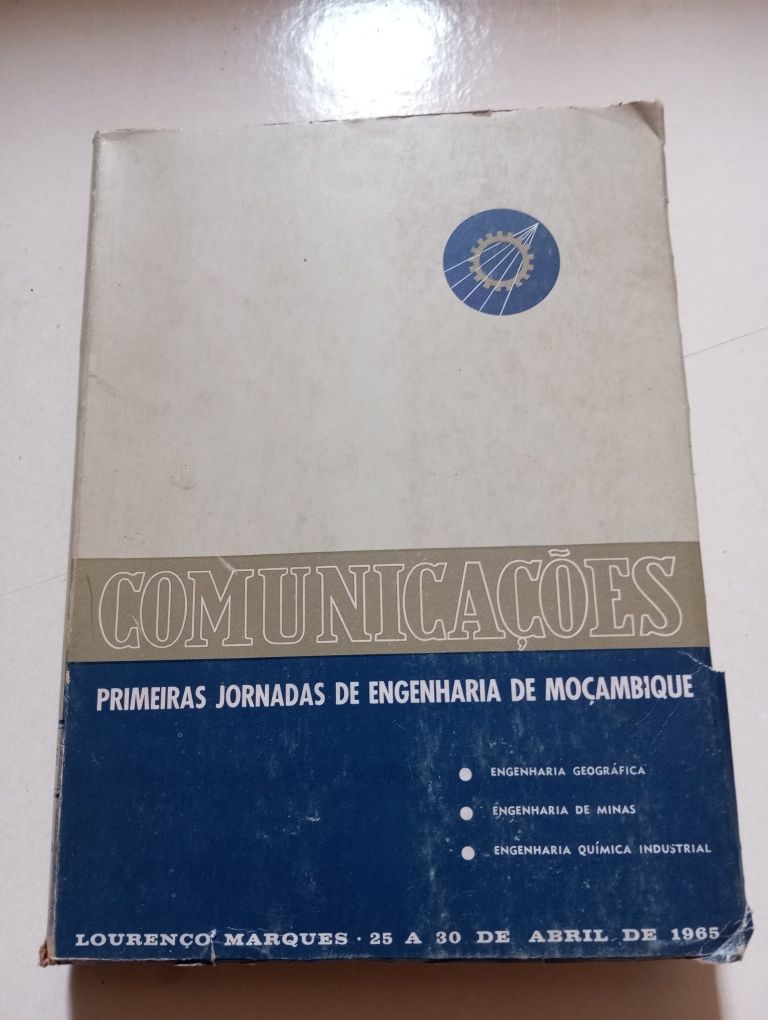 COMUNICAÇÕES
PRIMEIRAS JORNADAS DE ENGENHARIA DE MOÇAMBIQUE
ENGENHARIA GEOGRÁFICA
ENGENHARIA DE MINAS
ENGENHARIA QUÍMICA INDUSTRIAL
LOURENÇO MARQUES · 25 A 30 DE ABRIL DE 1965